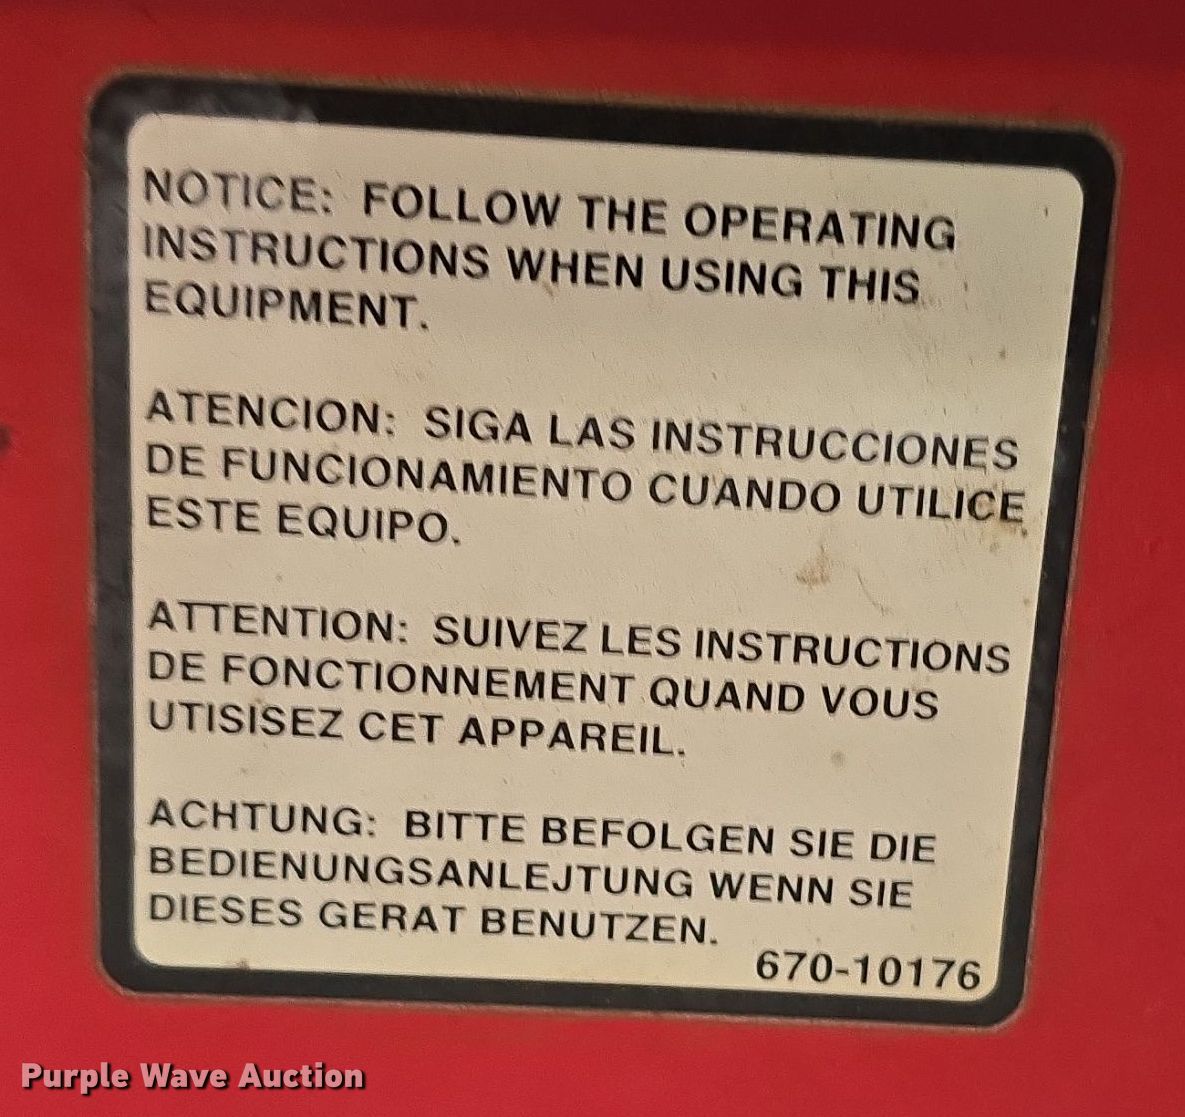 NOTICE: FOLLOW THE OPERATING
INSTRUCTIONS WHEN USING THIS
EQUIPMENT.
ATENCION: SIGA LAS INSTRUCCIONES
DE FUNCIONAMIENTO CUANDO UTILICE
ESTE EQUIPO.
ATTENTION: SUIVEZ LES INSTRUCTIONS
DE FONCTIONNEMENT QUAND VOUS
UTISISEZ CET APPAREIL.
ACHTUNG: BITTE BEFOLGEN SIE DIE
BEDIENUNGSANLEJTUNG WENN SIE
DIESES GERAT BENUTZEN.
670-10176
Purple Wave Auction